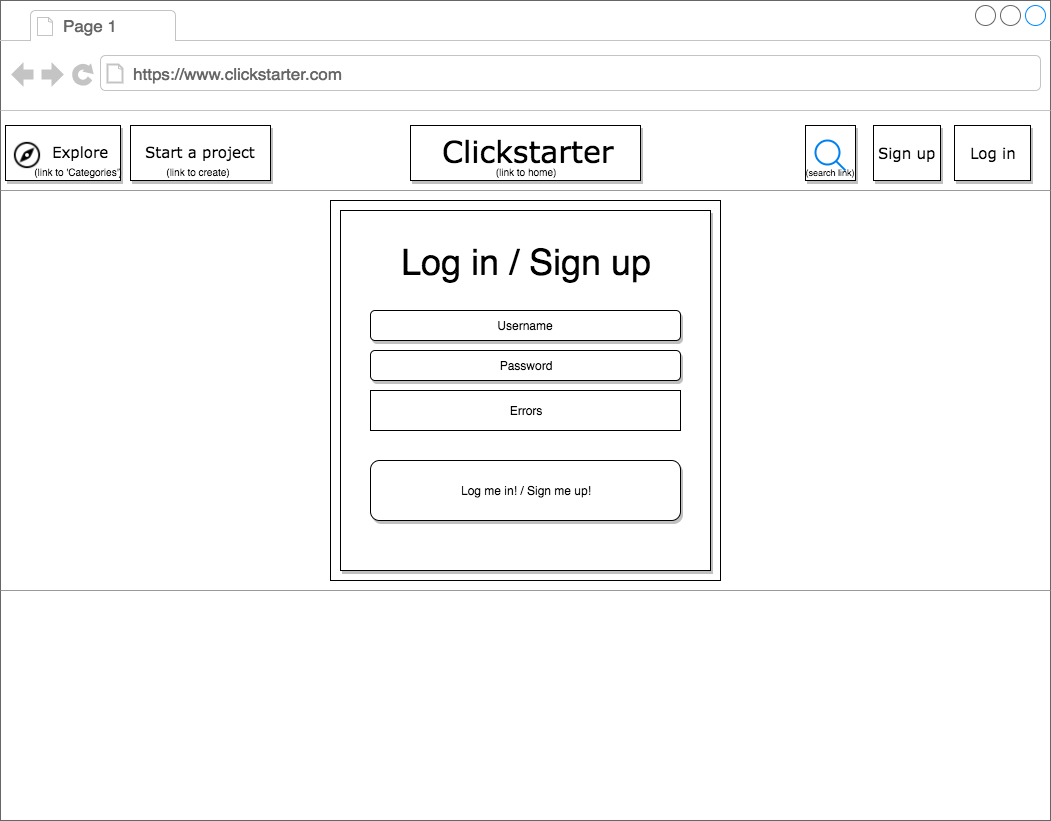 Page 1
https://www.clickstarter.com
Explore
(link to 'Categories')
Start a project
(link to create)
Clickstarter
(link to home)
(search link)
Sign up
Log in
Log in / Sign up
Username
Password
Errors
Log me in! / Sign me up!